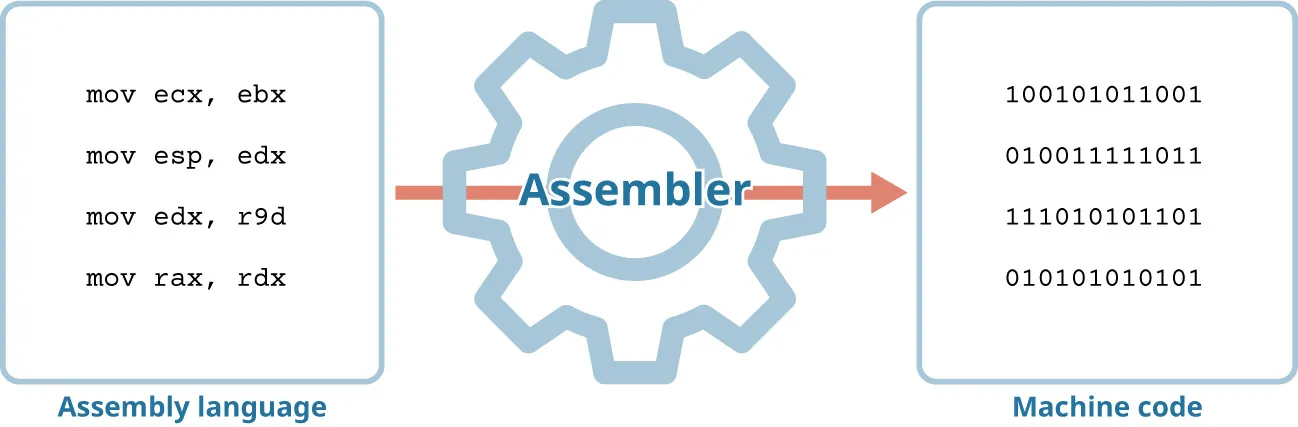 mov ecx, ebx
mov esp, edx
mov edx, r9d
mov rax, rdx
Assembly language
Assembler
100101011001
010011111011
111010101101
010101010101
Machine code